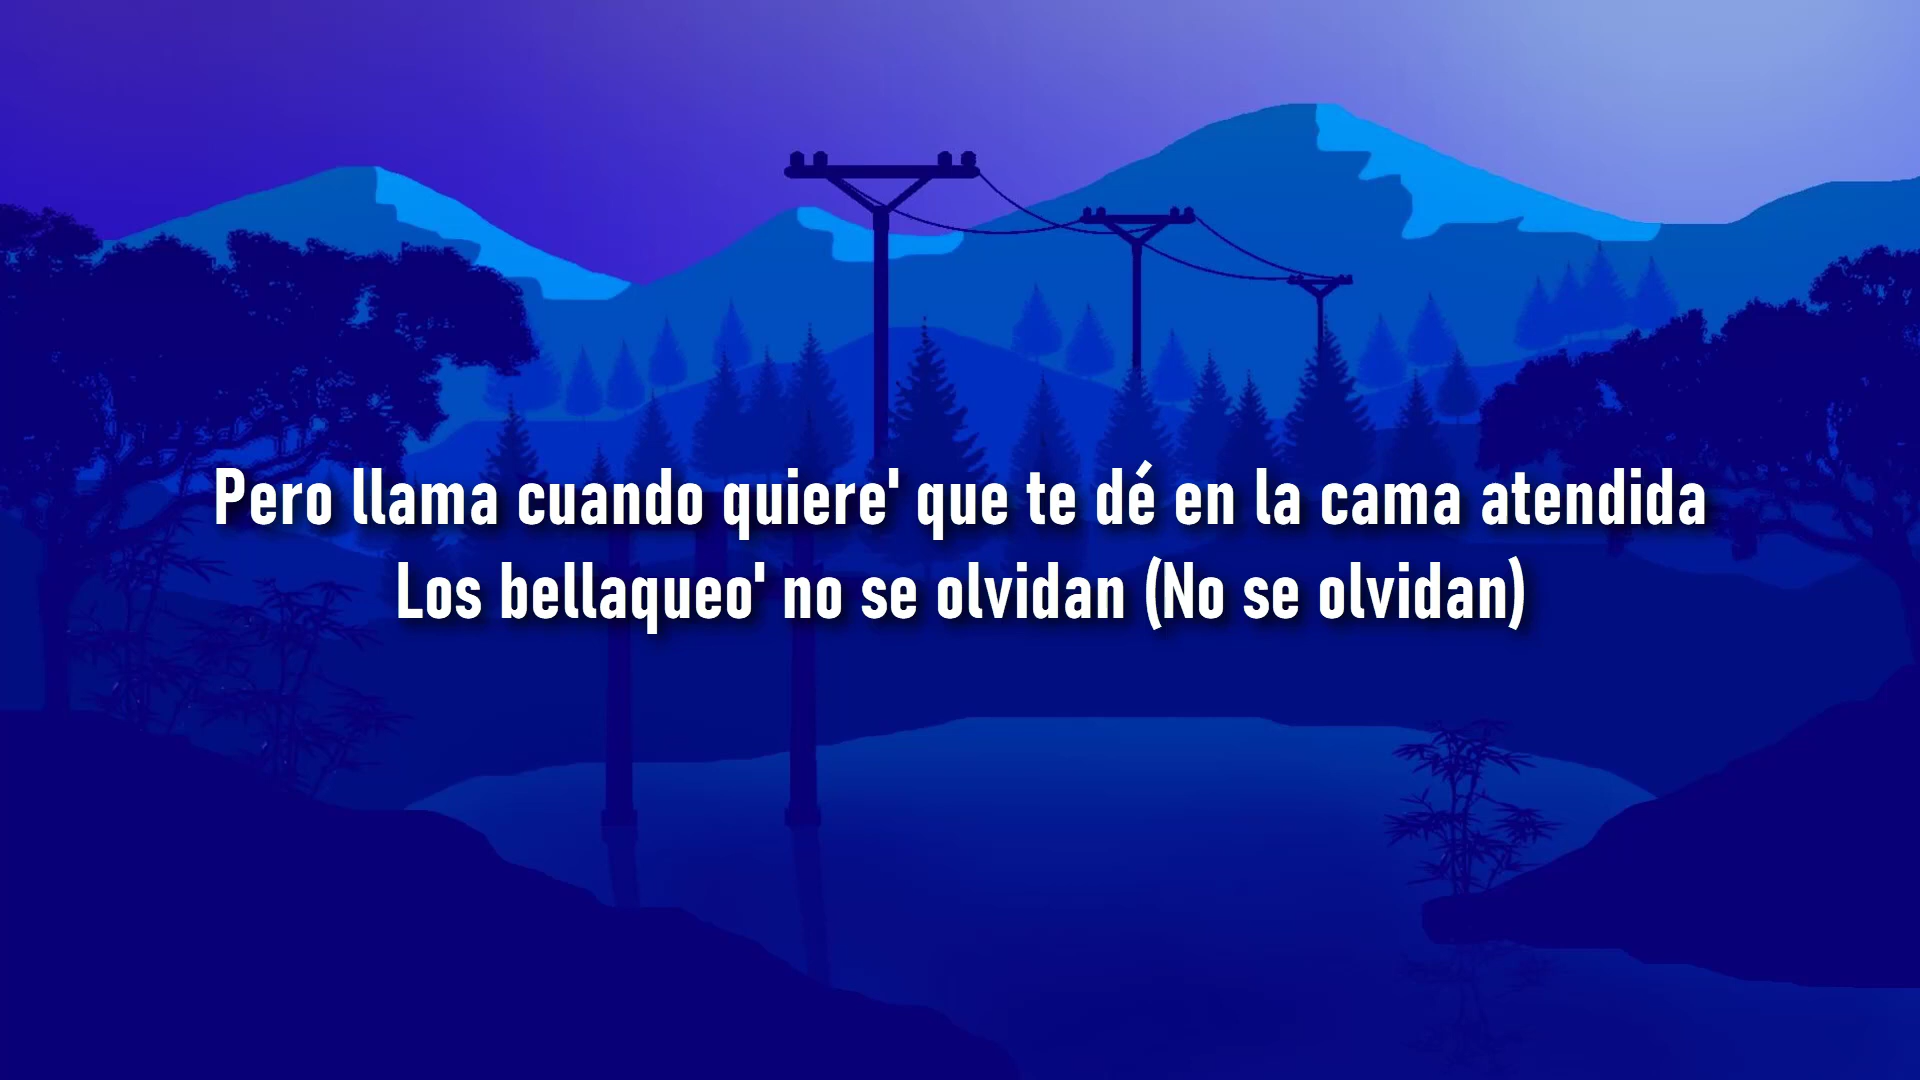 Pero llama cuando quiere' que te dé en la cama atendida
Los bellaqueo' no se olvidan (No se olvidan)